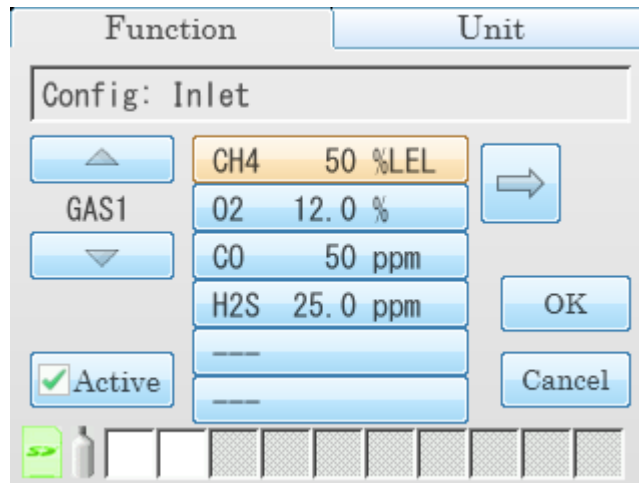 Function Unit
Config: Inlet
CH4 50 %LEL
GAS1
O2 12.0 %
CO 50 ppm
H2S 25.0 ppm
OK
---
Active
---
Cancel
SD